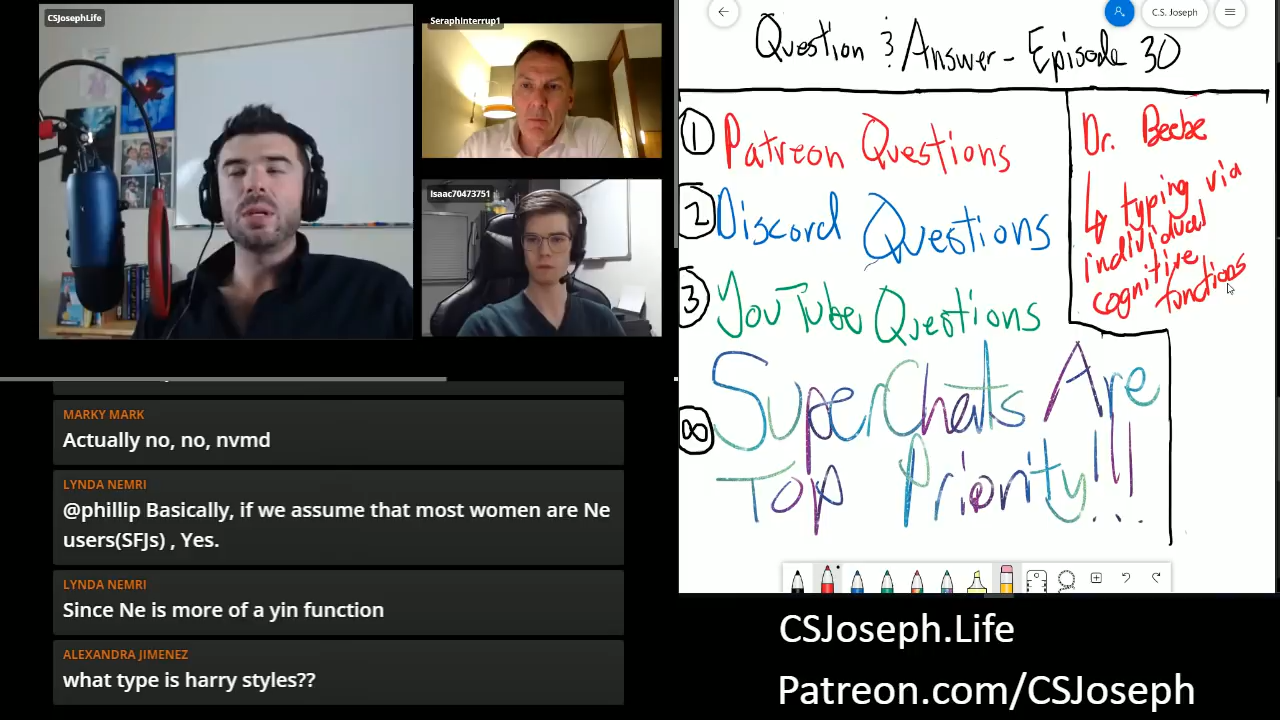 CSJosephLife
SeraphInterrup1
Isaac70473751
MARKY MARK
Actually no, no, nvmd
LYNDA NEMRI
@phillip Basically, if we assume that most women are Ne
users(SFJs) , Yes.
LYNDA NEMRI
Since Ne is more of a yin function
ALEXANDRA JIMENEZ
what type is harry styles??
C.S. Joseph
Question & Answer - Episode 30
1 Patreon Questions
2 Discord Questions
3 YouTube Questions
∞ SuperChats Are
Top Priority!!!...
Dr. Beebe
↳ typing via
individual
cognitive
functions
CSJoseph.Life
Patreon.com/CSJoseph